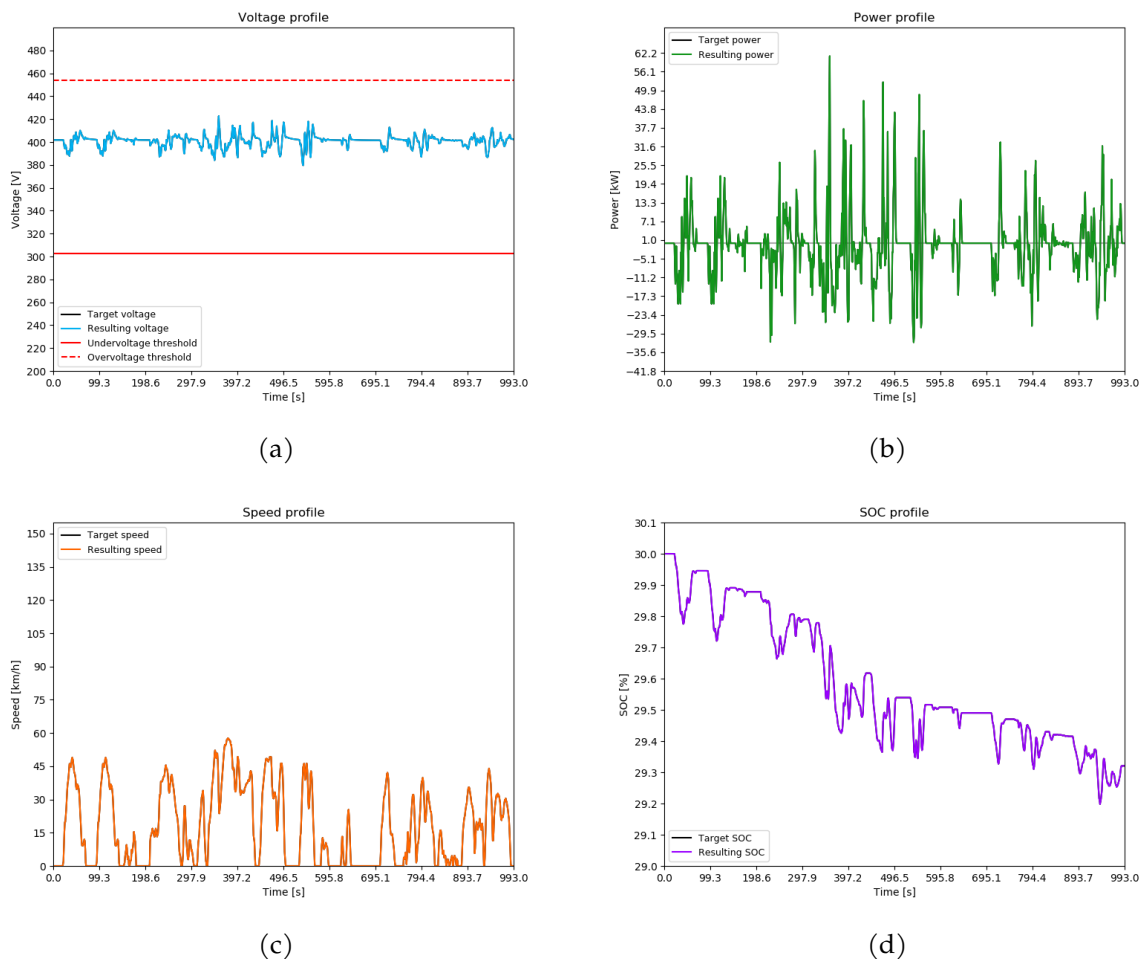 Voltage profile
Voltage [V]
480
460
440
420
400
380
360
340
320
300
280
260
240
220
200
Target voltage
Resulting voltage
Undervoltage threshold
Overvoltage threshold
0.0 99.3 198.6 297.9 397.2 496.5 595.8 695.1 794.4 893.7 993.0
Time [s]
(a)
Power profile
Power [kW]
62.2
56.1
49.9
43.8
37.7
31.6
25.5
19.4
13.3
7.1
1.0
−5.1
−11.2
−17.3
−23.4
−29.5
−35.6
−41.8
Target power
Resulting power
0.0 99.3 198.6 297.9 397.2 496.5 595.8 695.1 794.4 893.7 993.0
Time [s]
(b)
Speed profile
Speed [km/h]
150
135
120
105
90
75
60
45
30
15
0
Target speed
Resulting speed
0.0 99.3 198.6 297.9 397.2 496.5 595.8 695.1 794.4 893.7 993.0
Time [s]
(c)
SOC profile
SOC [%]
30.1
30.0
29.9
29.8
29.7
29.6
29.5
29.4
29.3
29.2
29.1
29.0
Target SOC
Resulting SOC
0.0 99.3 198.6 297.9 397.2 496.5 595.8 695.1 794.4 893.7 993.0
Time [s]
(d)